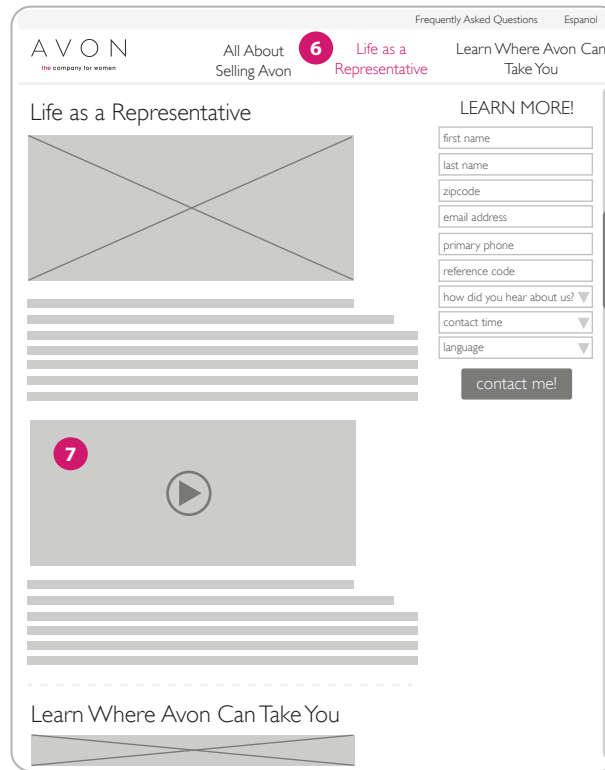 Frequently Asked Questions Espanol
AVON
the company for women
All About
Selling Avon
6
Life as a
Representative
Learn Where Avon Can
Take You
Life as a Representative
LEARN MORE!
first name
last name
zipcode
email address
primary phone
reference code
how did you hear about us?
contact time
language
contact me!
7
Learn Where Avon Can Take You